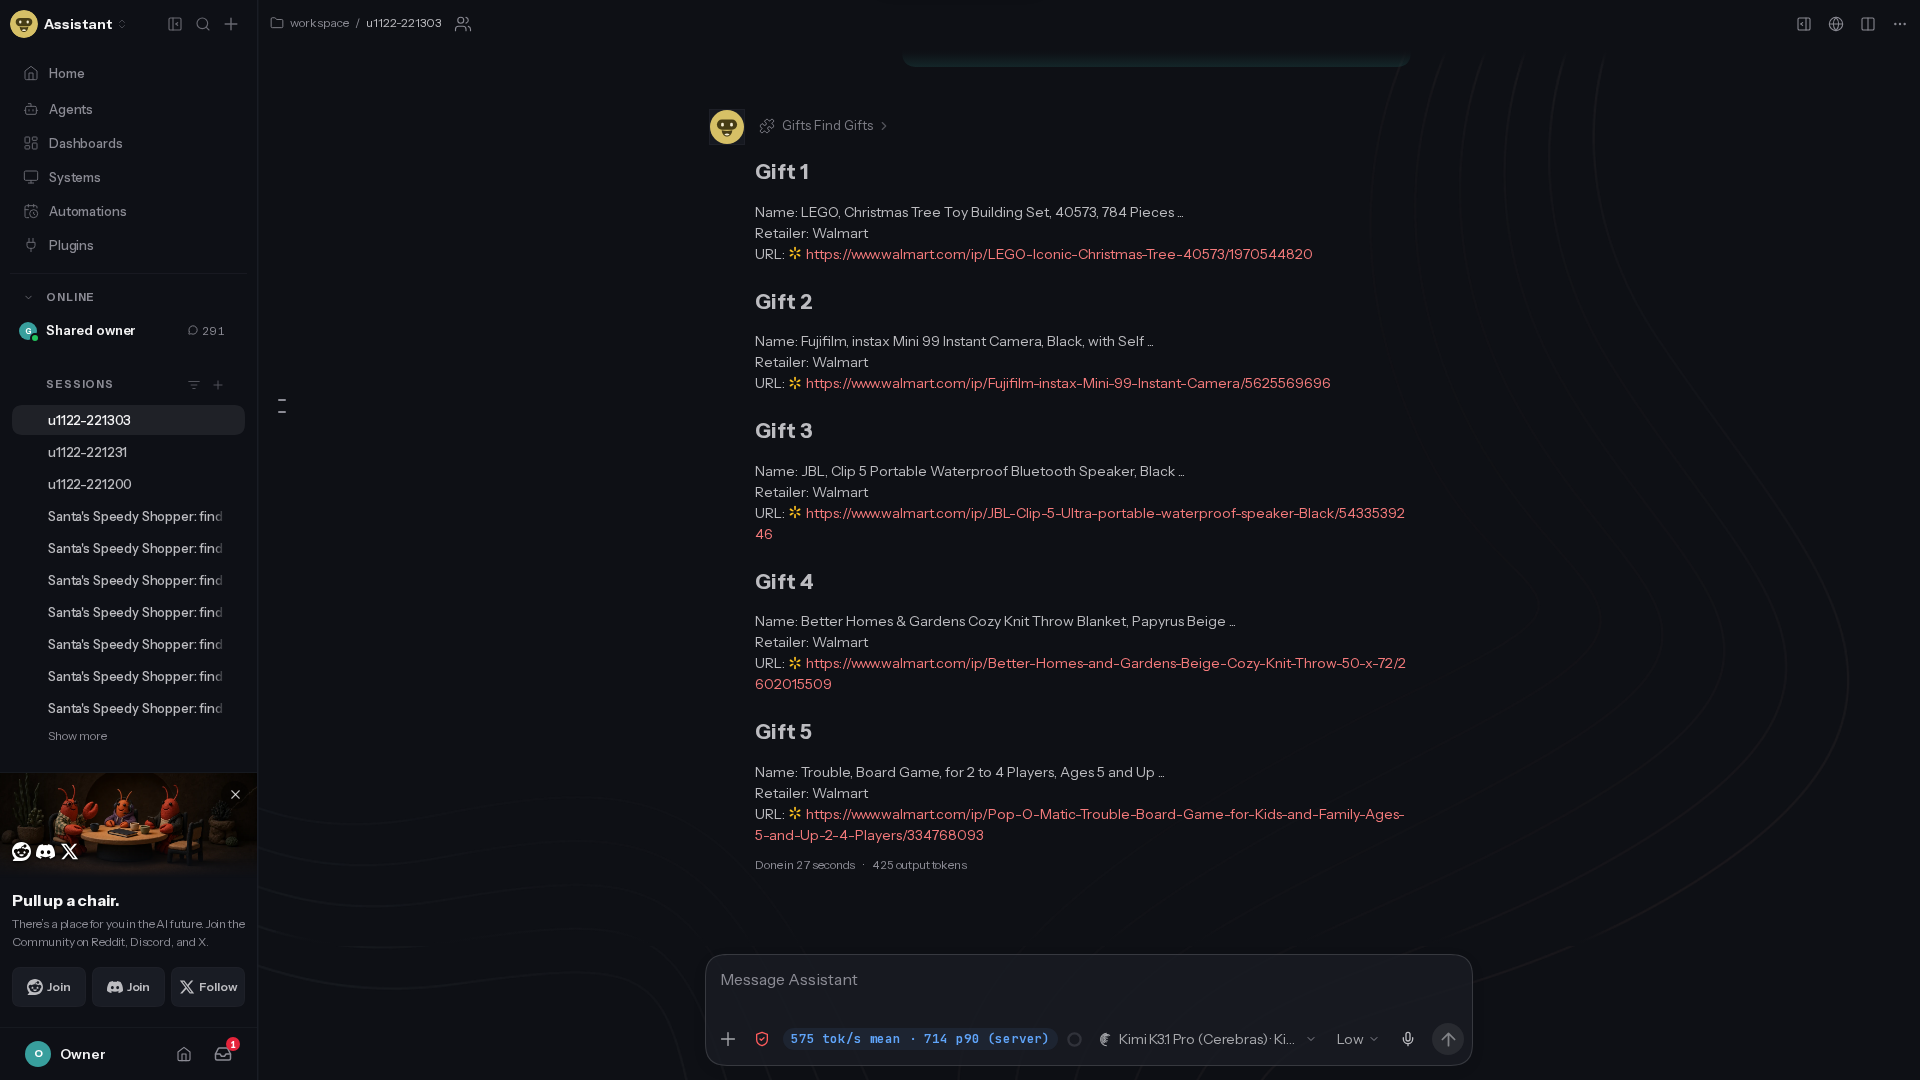 Assistant
workspace / u1122-221303
Home
Agents
Dashboards
Systems
Automations
Plugins
ONLINE
G
Shared owner
291
SESSIONS
u1122-221303
u1122-221231
u1122-221200
Santa's Speedy Shopper: find
Santa's Speedy Shopper: find
Santa's Speedy Shopper: find
Santa's Speedy Shopper: find
Santa's Speedy Shopper: find
Santa's Speedy Shopper: find
Santa's Speedy Shopper: find
Show more
Pull up a chair.
There's a place for you in the AI future. Join the
Community on Reddit, Discord, and X.
Join
Join
Follow
O
Owner
1
Gifts Find Gifts
Gift 1
Name: LEGO, Christmas Tree Toy Building Set, 40573, 784 Pieces ...
Retailer: Walmart
URL: https://www.walmart.com/ip/LEGO-Iconic-Christmas-Tree-40573/1970544820
Gift 2
Name: Fujifilm, instax Mini 99 Instant Camera, Black, with Self ...
Retailer: Walmart
URL: https://www.walmart.com/ip/Fujifilm-instax-Mini-99-Instant-Camera/5625569696
Gift 3
Name: JBL, Clip 5 Portable Waterproof Bluetooth Speaker, Black ...
Retailer: Walmart
URL: https://www.walmart.com/ip/JBL-Clip-5-Ultra-portable-waterproof-speaker-Black/54335392
46
Gift 4
Name: Better Homes & Gardens Cozy Knit Throw Blanket, Papyrus Beige ...
Retailer: Walmart
URL: https://www.walmart.com/ip/Better-Homes-and-Gardens-Beige-Cozy-Knit-Throw-50-x-72/2
602015509
Gift 5
Name: Trouble, Board Game, for 2 to 4 Players, Ages 5 and Up ...
Retailer: Walmart
URL: https://www.walmart.com/ip/Pop-O-Matic-Trouble-Board-Game-for-Kids-and-Family-Ages-
5-and-Up-2-4-Players/334768093
Done in 27 seconds · 425 output tokens
Message Assistant
575 tok/s mean · 714 p90 (server)
Kimi K3.1 Pro (Cerebras) · Ki...
Low